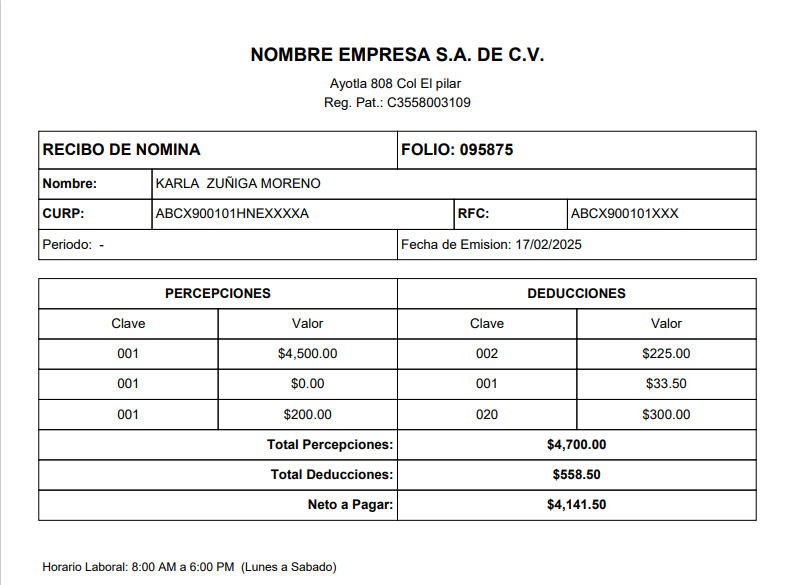 NOMBRE EMPRESA S.A. DE C.V.
Ayotla 808 Col El pilar
Reg. Pat.: C3558003109
RECIBO DE NOMINA FOLIO: 095875
Nombre: KARLA ZUÑIGA MORENO
CURP: ABCX900101HNEXXXXA RFC: ABCX900101XXX
Periodo: - Fecha de Emision: 17/02/2025
PERCEPCIONES DEDUCCIONES
Clave Valor Clave Valor
001 $4,500.00 002 $225.00
001 $0.00 001 $33.50
001 $200.00 020 $300.00
Total Percepciones: $4,700.00
Total Deducciones: $558.50
Neto a Pagar: $4,141.50
Horario Laboral: 8:00 AM a 6:00 PM (Lunes a Sabado)